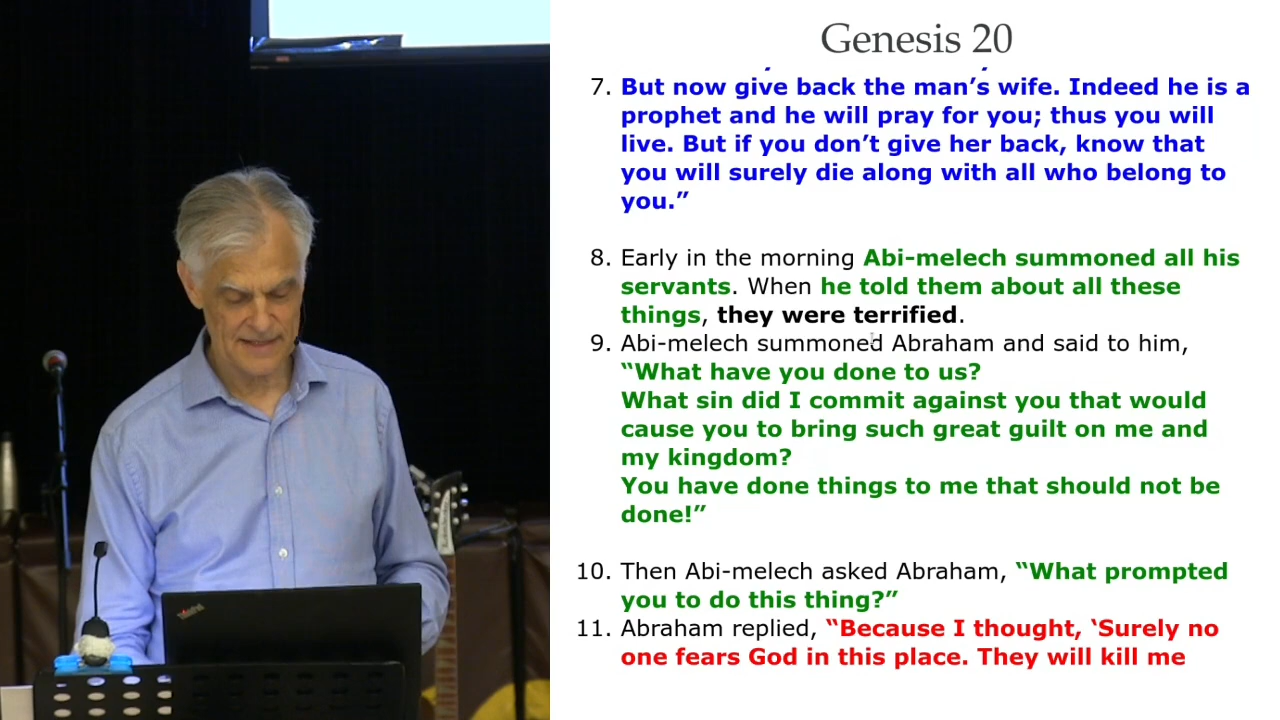 Genesis 20
7. But now give back the man’s wife. Indeed he is a
prophet and he will pray for you; thus you will
live. But if you don’t give her back, know that
you will surely die along with all who belong to
you.”
8. Early in the morning Abi-melech summoned all his
servants. When he told them about all these
things, they were terrified.
9. Abi-melech summoned Abraham and said to him,
“What have you done to us?
What sin did I commit against you that would
cause you to bring such great guilt on me and
my kingdom?
You have done things to me that should not be
done!”
10. Then Abi-melech asked Abraham, “What prompted
you to do this thing?”
11. Abraham replied, “Because I thought, ‘Surely no
one fears God in this place. They will kill me